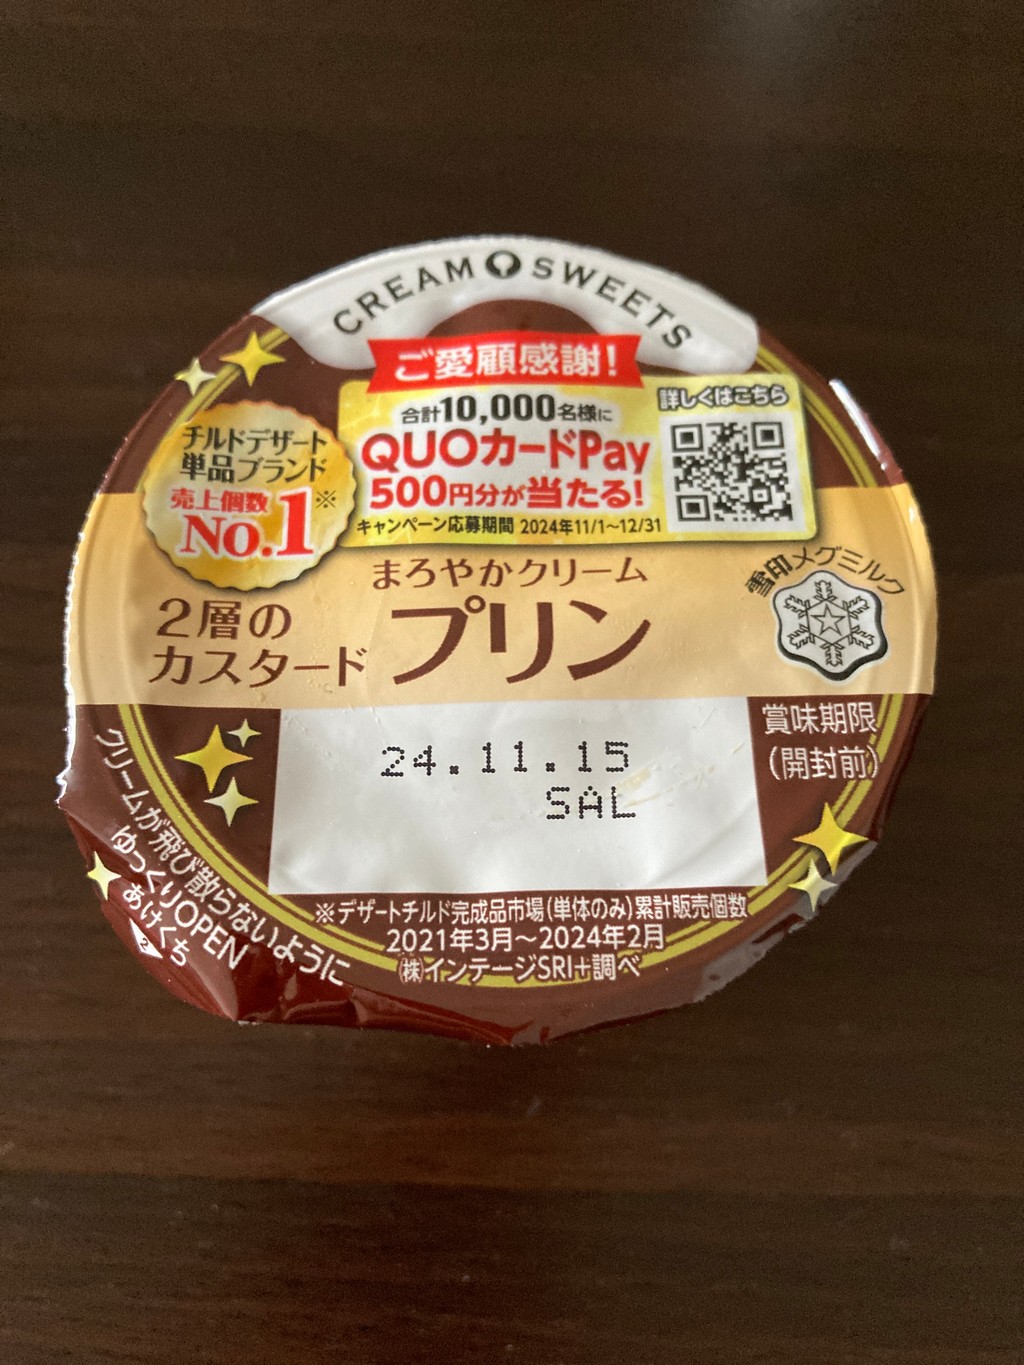 CREAM SWEETS
ご愛顧感謝！
合計10,000名様に
QUOカードPay
500円分が当たる！
キャンペーン応募期間 2024年11/1～12/31
詳しくはこちら
チルドデザート
単品ブランド
売上個数
No.1※
まろやかクリーム
2層の
カスタード
プリン
雪印メグミルク
賞味期限
（開封前）
24.11.15
SAL
※デザートチルド完成品市場（単体のみ）累計販売個数
2021年3月～2024年2月
㈱インテージSRI+調べ
クリームが飛び散らないように
ゆっくりOPEN
あけくち
2